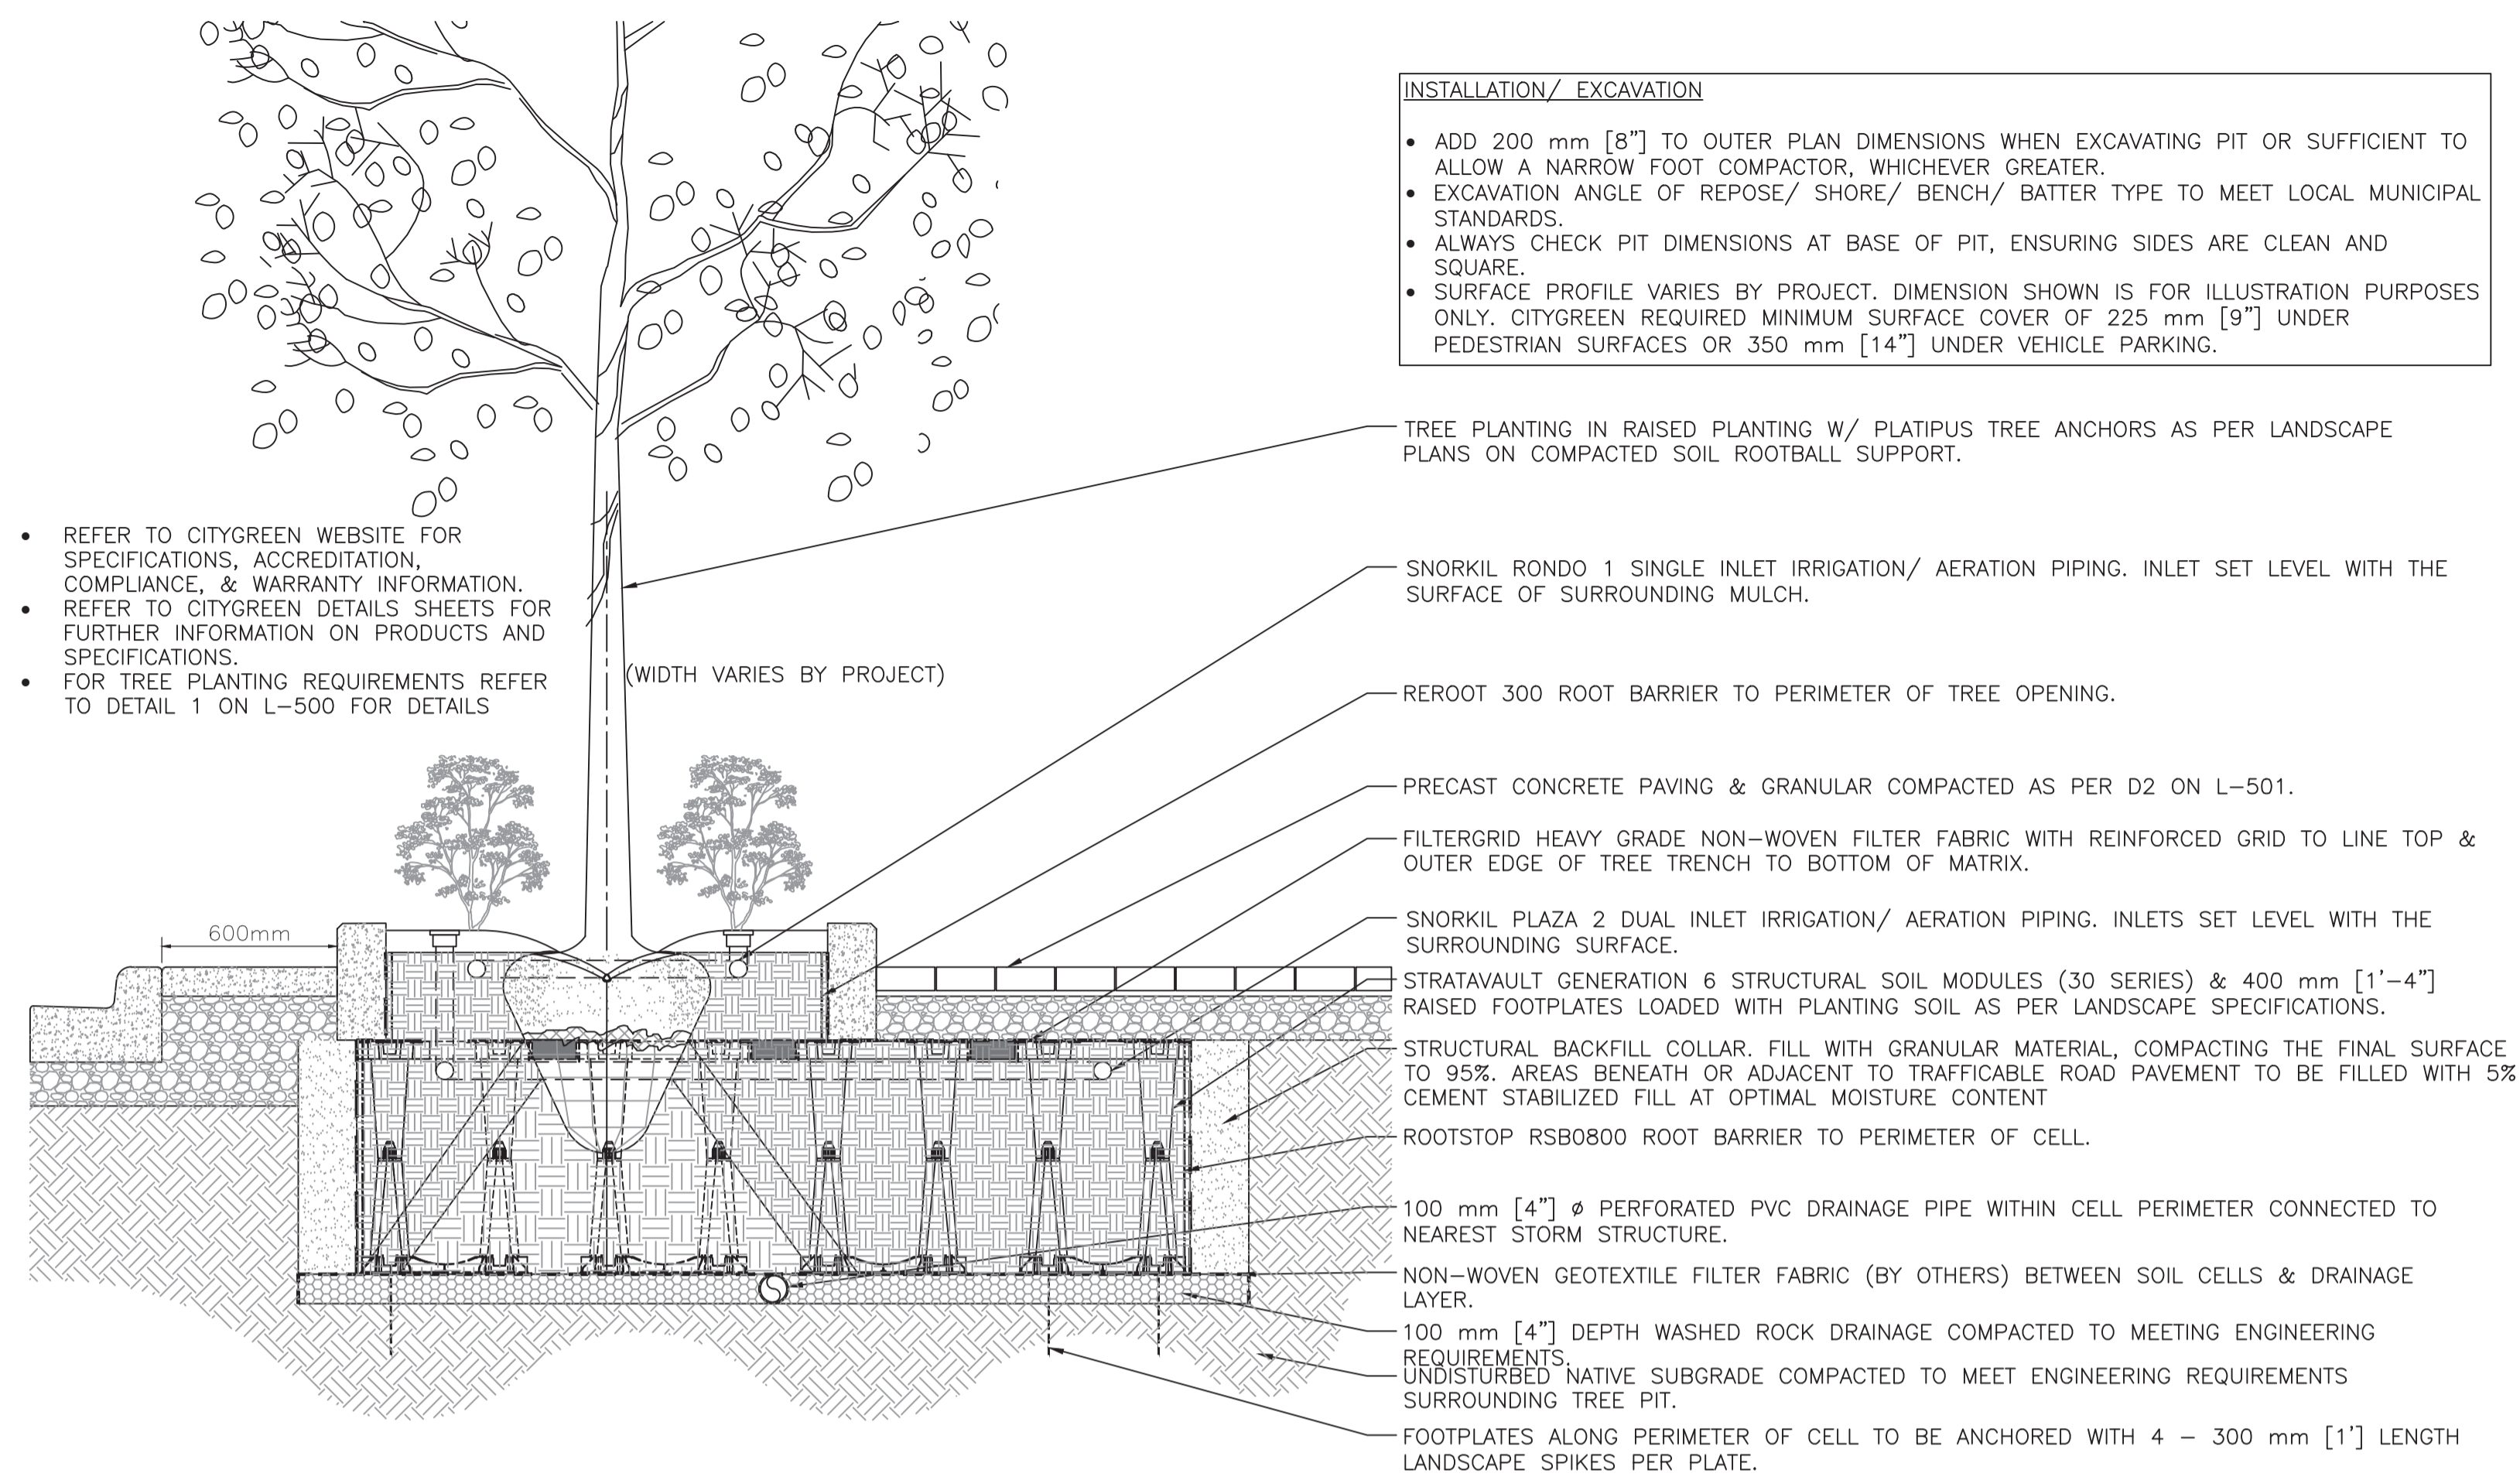 INSTALLATION/ EXCAVATION
• ADD 200 mm [8"] TO OUTER PLAN DIMENSIONS WHEN EXCAVATING PIT OR SUFFICIENT TO
ALLOW A NARROW FOOT COMPACTOR, WHICHEVER GREATER.
• EXCAVATION ANGLE OF REPOSE/ SHORE/ BENCH/ BATTER TYPE TO MEET LOCAL MUNICIPAL
STANDARDS.
• ALWAYS CHECK PIT DIMENSIONS AT BASE OF PIT, ENSURING SIDES ARE CLEAN AND
SQUARE.
• SURFACE PROFILE VARIES BY PROJECT. DIMENSION SHOWN IS FOR ILLUSTRATION PURPOSES
ONLY. CITYGREEN REQUIRED MINIMUM SURFACE COVER OF 225 mm [9"] UNDER
PEDESTRIAN SURFACES OR 350 mm [14"] UNDER VEHICLE PARKING.
TREE PLANTING IN RAISED PLANTING W/ PLATIPUS TREE ANCHORS AS PER LANDSCAPE
PLANS ON COMPACTED SOIL ROOTBALL SUPPORT.
• REFER TO CITYGREEN WEBSITE FOR
SPECIFICATIONS, ACCREDITATION,
COMPLIANCE, & WARRANTY INFORMATION.
• REFER TO CITYGREEN DETAILS SHEETS FOR
FURTHER INFORMATION ON PRODUCTS AND
SPECIFICATIONS.
• FOR TREE PLANTING REQUIREMENTS REFER
TO DETAIL 1 ON L-500 FOR DETAILS
(WIDTH VARIES BY PROJECT)
600mm
SNORKIL RONDO 1 SINGLE INLET IRRIGATION/ AERATION PIPING. INLET SET LEVEL WITH THE
SURFACE OF SURROUNDING MULCH.
REROOT 300 ROOT BARRIER TO PERIMETER OF TREE OPENING.
PRECAST CONCRETE PAVING & GRANULAR COMPACTED AS PER D2 ON L-501.
FILTERGRID HEAVY GRADE NON-WOVEN FILTER FABRIC WITH REINFORCED GRID TO LINE TOP &
OUTER EDGE OF TREE TRENCH TO BOTTOM OF MATRIX.
SNORKIL PLAZA 2 DUAL INLET IRRIGATION/ AERATION PIPING. INLETS SET LEVEL WITH THE
SURROUNDING SURFACE.
STRATAVAULT GENERATION 6 STRUCTURAL SOIL MODULES (30 SERIES) & 400 mm [1'-4"]
RAISED FOOTPLATES LOADED WITH PLANTING SOIL AS PER LANDSCAPE SPECIFICATIONS.
STRUCTURAL BACKFILL COLLAR. FILL WITH GRANULAR MATERIAL, COMPACTING THE FINAL SURFACE
TO 95%. AREAS BENEATH OR ADJACENT TO TRAFFICABLE ROAD PAVEMENT TO BE FILLED WITH 5%
CEMENT STABILIZED FILL AT OPTIMAL MOISTURE CONTENT
ROOTSTOP RSB0800 ROOT BARRIER TO PERIMETER OF CELL.
100 mm [4"] ø PERFORATED PVC DRAINAGE PIPE WITHIN CELL PERIMETER CONNECTED TO
NEAREST STORM STRUCTURE.
NON-WOVEN GEOTEXTILE FILTER FABRIC (BY OTHERS) BETWEEN SOIL CELLS & DRAINAGE
LAYER.
100 mm [4"] DEPTH WASHED ROCK DRAINAGE COMPACTED TO MEETING ENGINEERING
REQUIREMENTS.
UNDISTURBED NATIVE SUBGRADE COMPACTED TO MEET ENGINEERING REQUIREMENTS
SURROUNDING TREE PIT.
FOOTPLATES ALONG PERIMETER OF CELL TO BE ANCHORED WITH 4 - 300 mm [1'] LENGTH
LANDSCAPE SPIKES PER PLATE.